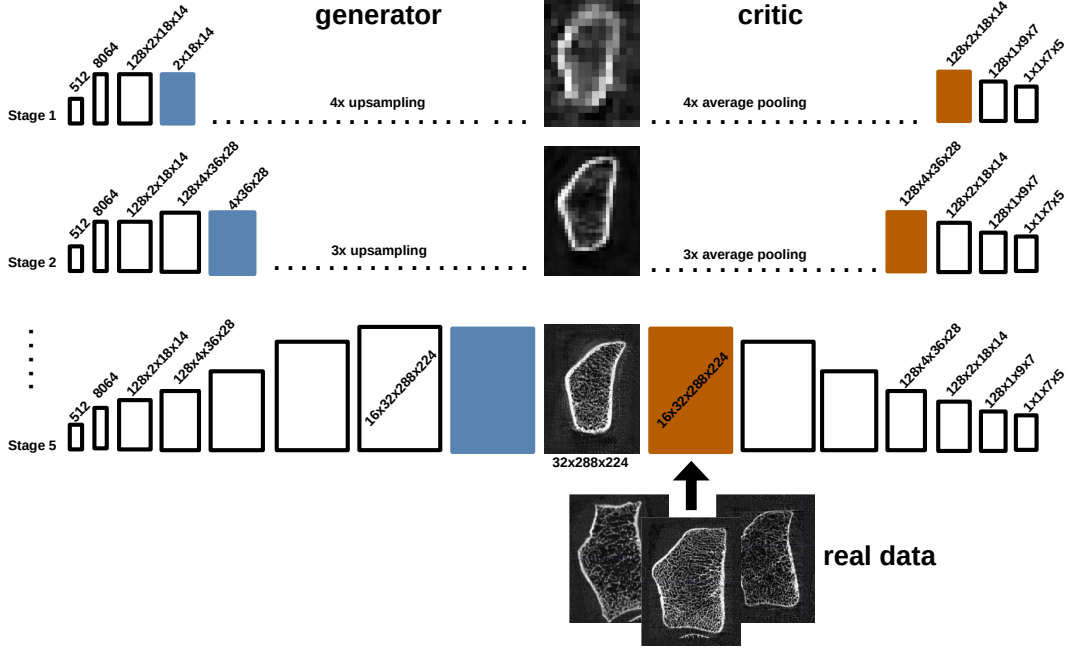 generator
critic
512
8064
128x2x18x14
2x18x14
4x upsampling
4x average pooling
128x2x18x14
128x1x9x7
1x1x7x5
Stage 1
512
8064
128x2x18x14
128x4x36x28
4x36x28
3x upsampling
3x average pooling
128x4x36x28
128x2x18x14
128x1x9x7
1x1x7x5
Stage 2
512
8064
128x2x18x14
128x4x36x28
16x32x288x224
16x32x288x224
128x4x36x28
128x2x18x14
128x1x9x7
1x1x7x5
Stage 5
32x288x224
real data